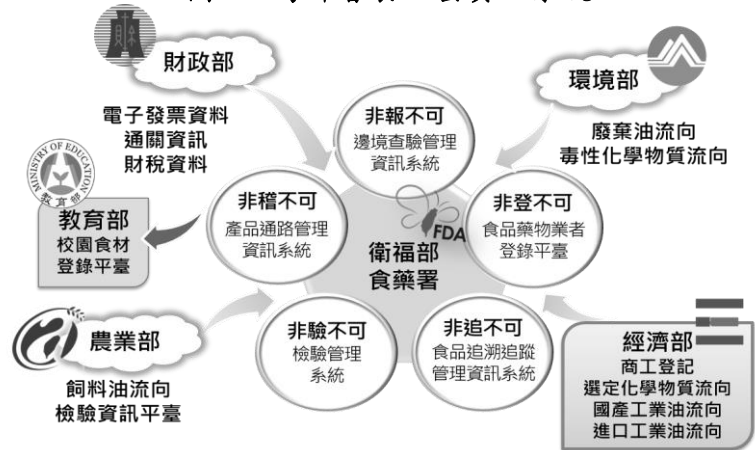 財政部
電子發票資料
通關資訊
財稅資料
環境部
廢棄油流向
毒性化學物質流向
MINISTRY OF EDUCATION
教育部
教育部
校園食材
登錄平臺
非報不可
邊境查驗管理
資訊系統
非稽不可
產品通路管理
資訊系統
非登不可
食品藥物業者
登錄平臺
FDA
衛福部
食藥署
非驗不可
檢驗管理
系統
非追不可
食品追溯追蹤
管理資訊系統
農業部
飼料油流向
檢驗資訊平臺
經濟部
商工登記
選定化學物質流向
國產工業油流向
進口工業油流向